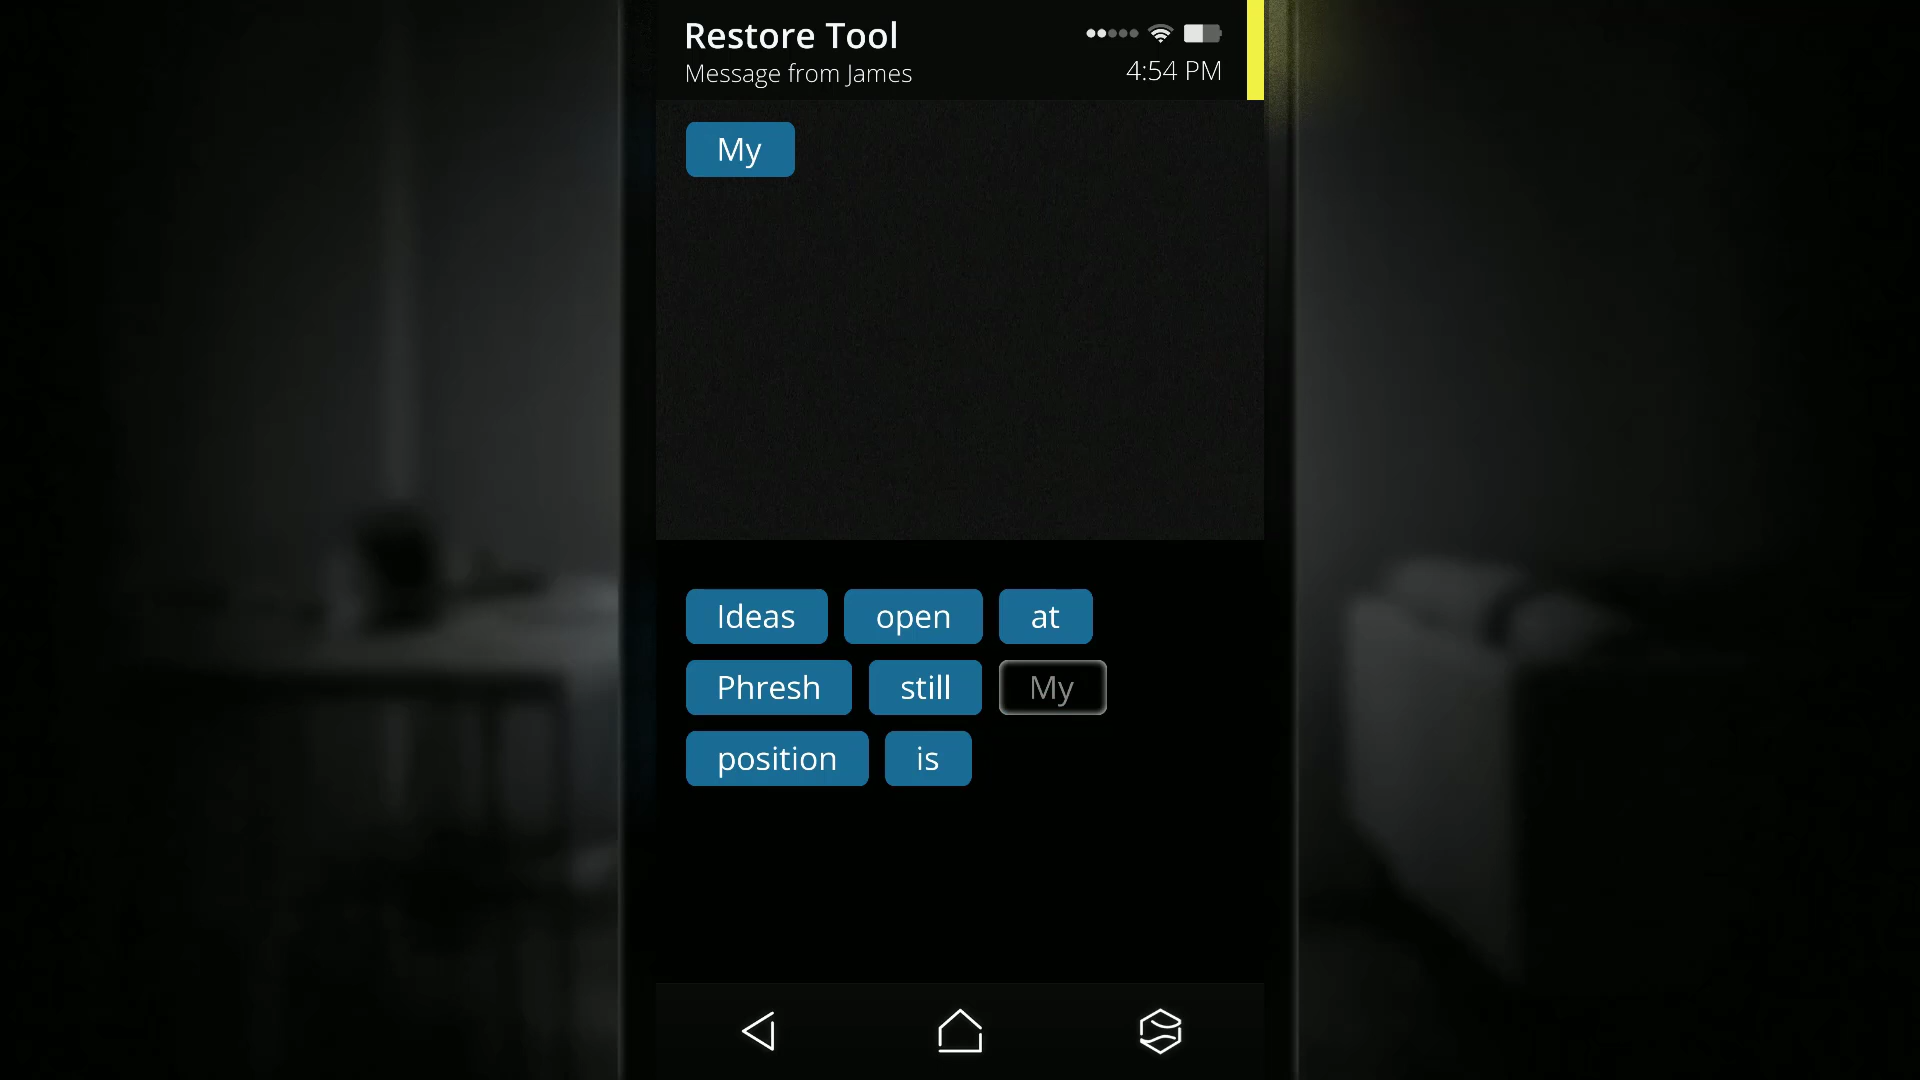 Restore Tool
Message from James
4:54 PM
My
Ideas open at
Phresh still My
position is